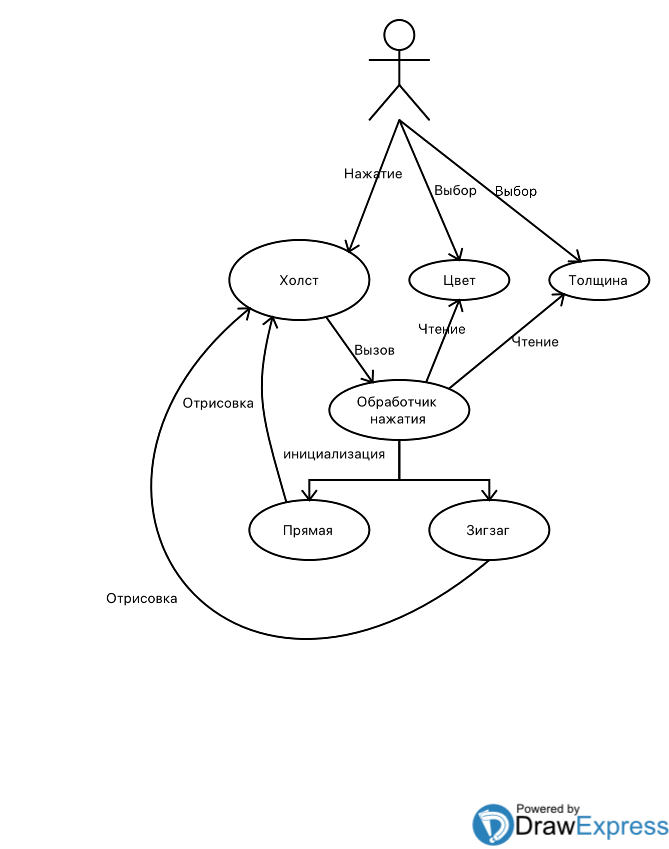 Нажатие
Выбор
Выбор
Холст
Цвет
Толщина
Чтение
Чтение
Вызов
Отрисовка
Обработчик
нажатия
инициализация
Прямая
Зигзаг
Отрисовка
Powered by
DrawExpress